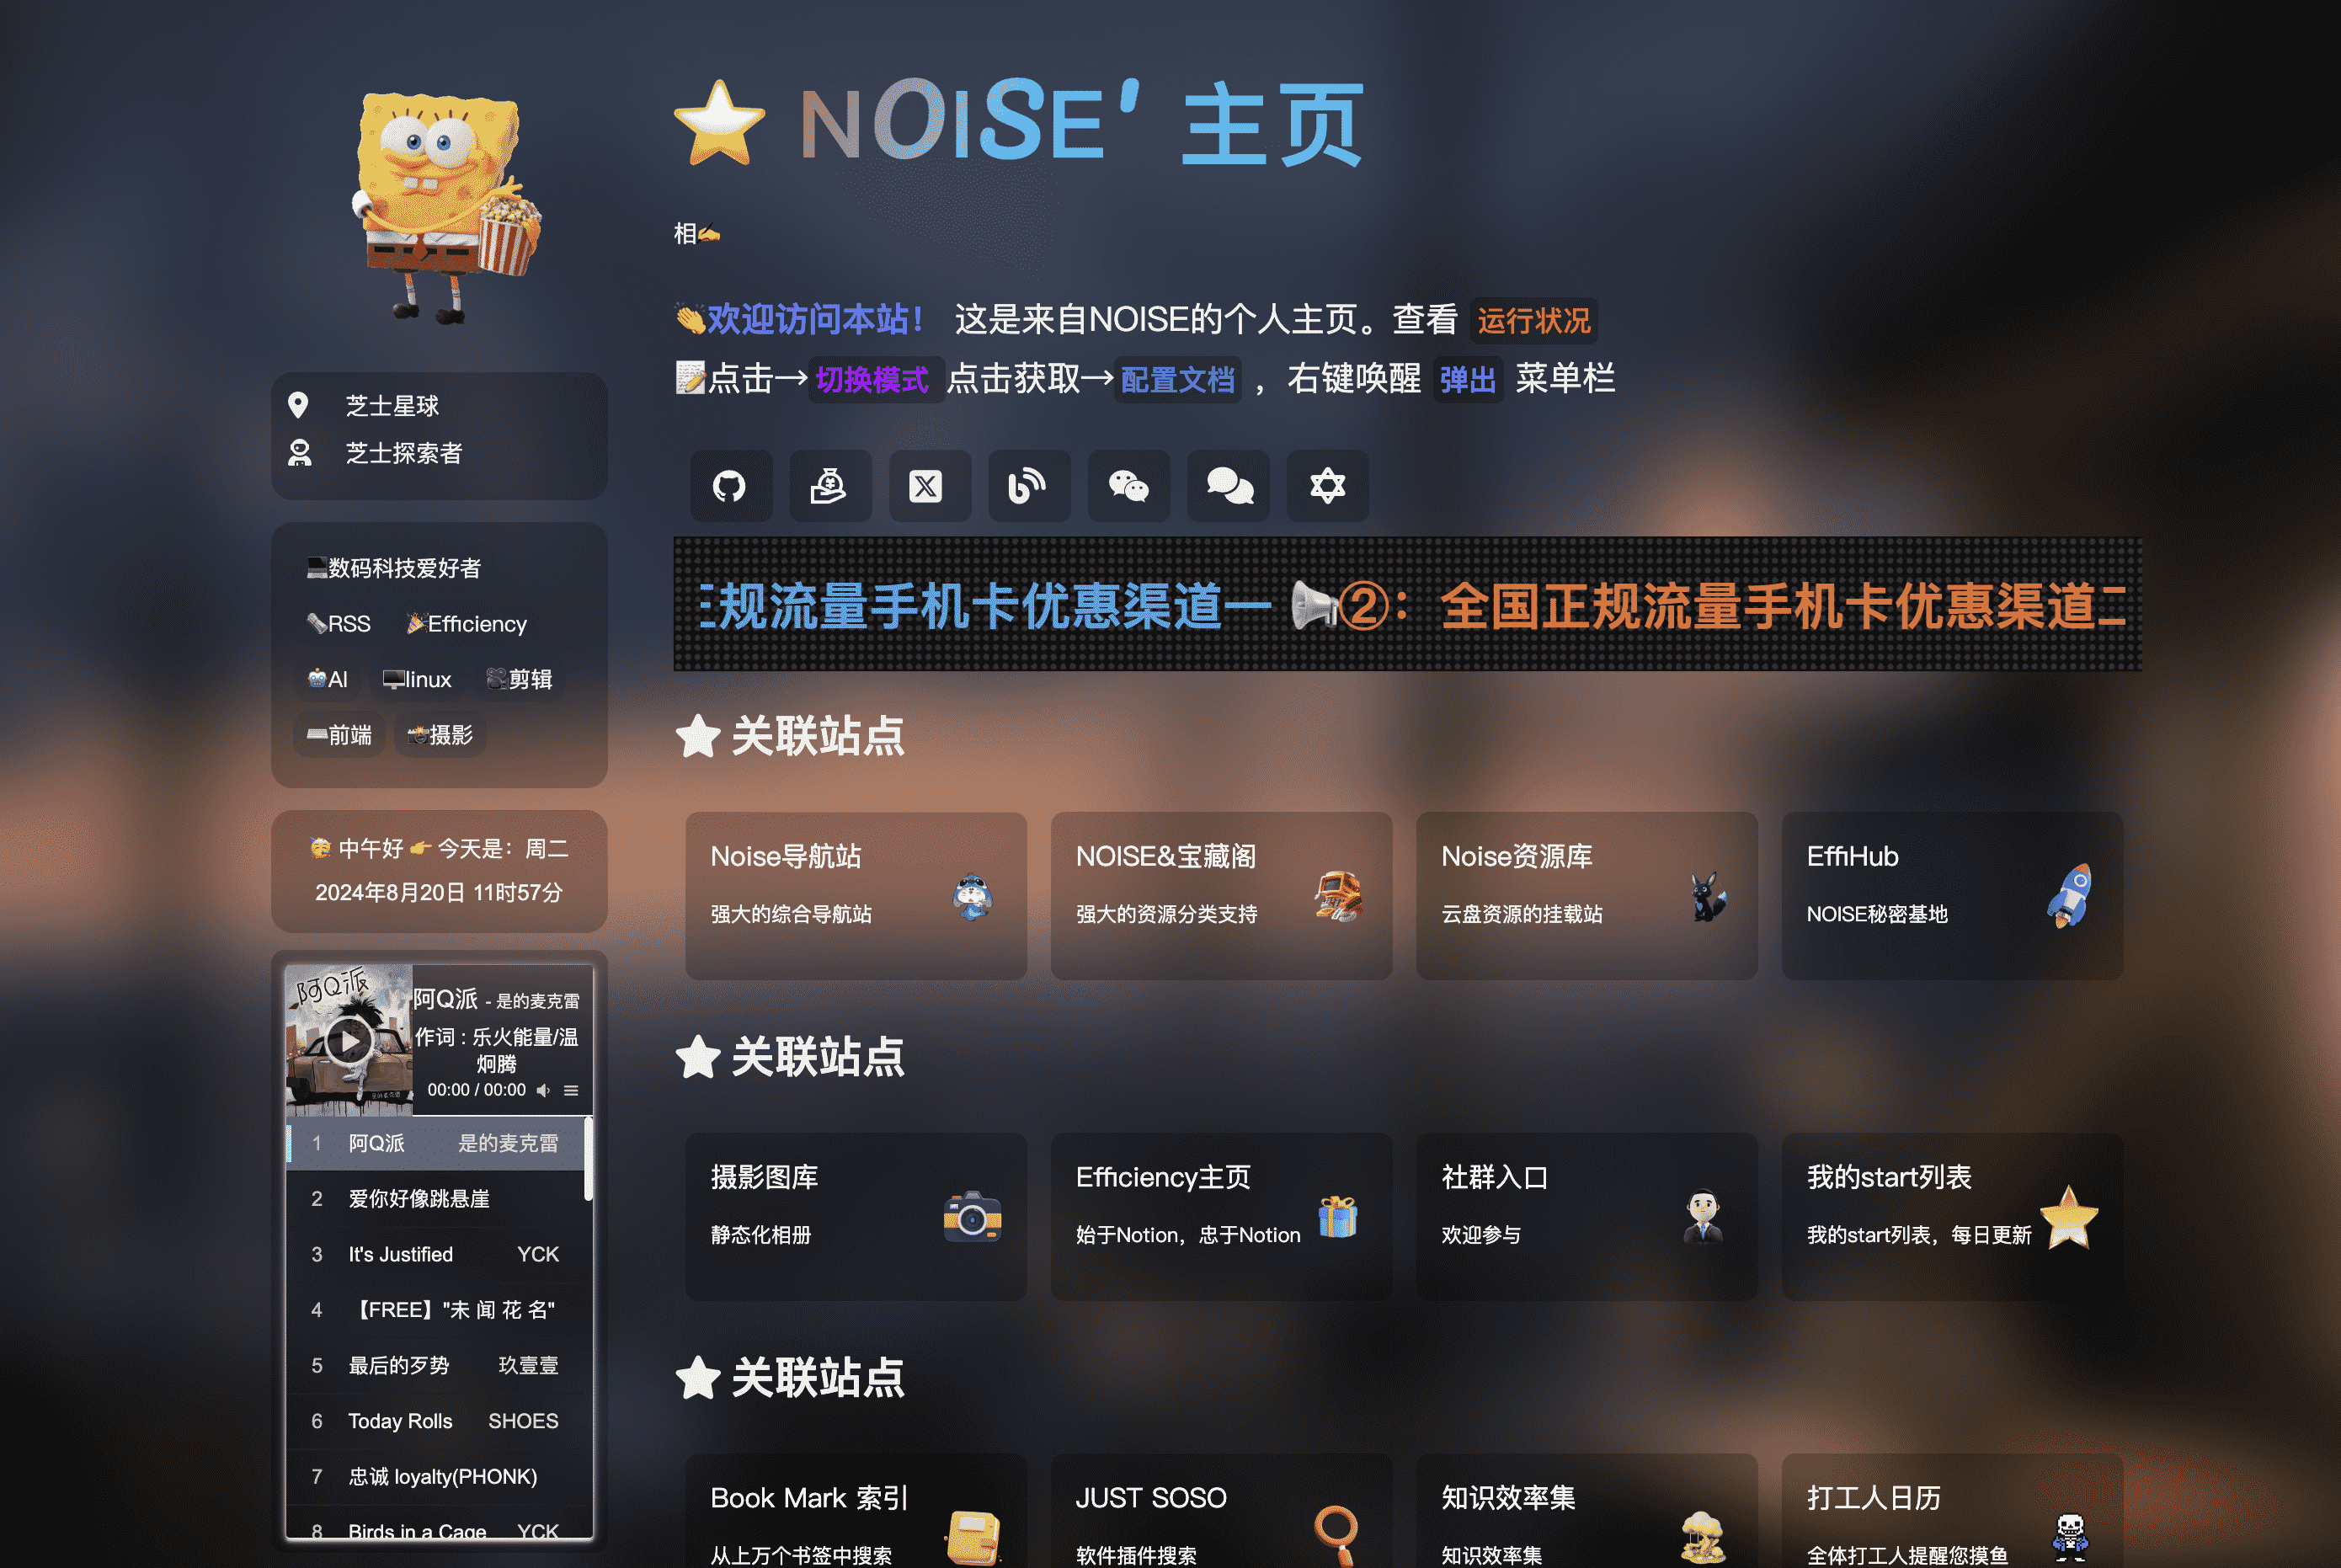 NOISE' 主页
相✍️
👏欢迎访问本站！ 这是来自NOISE的个人主页。查看 运行状况
📝点击→ 切换模式 点击获取→ 配置文档 ，右键唤醒 弹出 菜单栏
芝士星球
芝士探索者
💻数码科技爱好者
🗞️RSS 🎉Efficiency
🤖AI 🖥️linux 🎥剪辑
⌨️前端 📸摄影
🥳 中午好 👉 今天是：周二
2024年8月20日 11时57分
阿Q派
阿Q派 - 是的麦克雷
作词 : 乐火能量/温
炯腾
00:00 / 00:00
1 阿Q派 是的麦克雷
2 爱你好像跳悬崖
3 It's Justified YCK
4 【FREE】"未 闻 花 名"
5 最后的歹势 玖壹壹
6 Today Rolls SHOES
7 忠诚 loyalty(PHONK)
8 Birds in a Cage YCK
规流量手机卡优惠渠道一 📢②：全国正规流量手机卡优惠渠道二
关联站点
Noise导航站
强大的综合导航站
NOISE&宝藏阁
强大的资源分类支持
Noise资源库
云盘资源的挂载站
EffiHub
NOISE秘密基地
关联站点
摄影图库
静态化相册
Efficiency主页
始于Notion，忠于Notion
社群入口
欢迎参与
我的start列表
我的start列表，每日更新
关联站点
Book Mark 索引
从上万个书签中搜索
JUST SOSO
软件插件搜索
知识效率集
知识效率集
打工人日历
全体打工人提醒您摸鱼